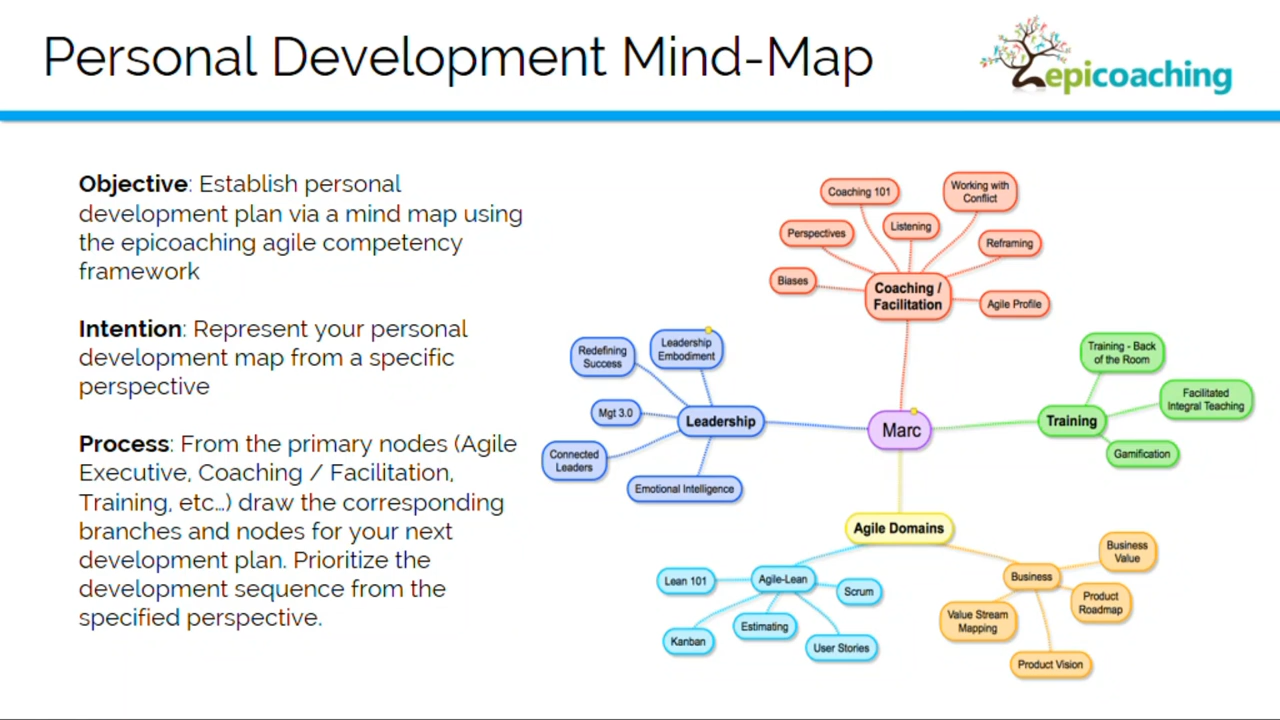 Personal Development Mind-Map
epicoaching
Objective: Establish personal
development plan via a mind map using
the epicoaching agile competency
framework
Intention: Represent your personal
development map from a specific
perspective
Process: From the primary nodes (Agile
Executive, Coaching / Facilitation,
Training, etc...) draw the corresponding
branches and nodes for your next
development plan. Prioritize the
development sequence from the
specified perspective.
Coaching 101
Working with
Conflict
Perspectives
Listening
Reframing
Biases
Coaching /
Facilitation
Agile Profile
Redefining
Success
Leadership
Embodiment
Mgt 3.0
Leadership
Connected
Leaders
Emotional Intelligence
Marc
Training - Back
of the Room
Facilitated
Integral Teaching
Training
Gamification
Agile Domains
Lean 101
Agile-Lean
Scrum
Kanban
Estimating
User Stories
Business
Business
Value
Product
Roadmap
Value Stream
Mapping
Product Vision